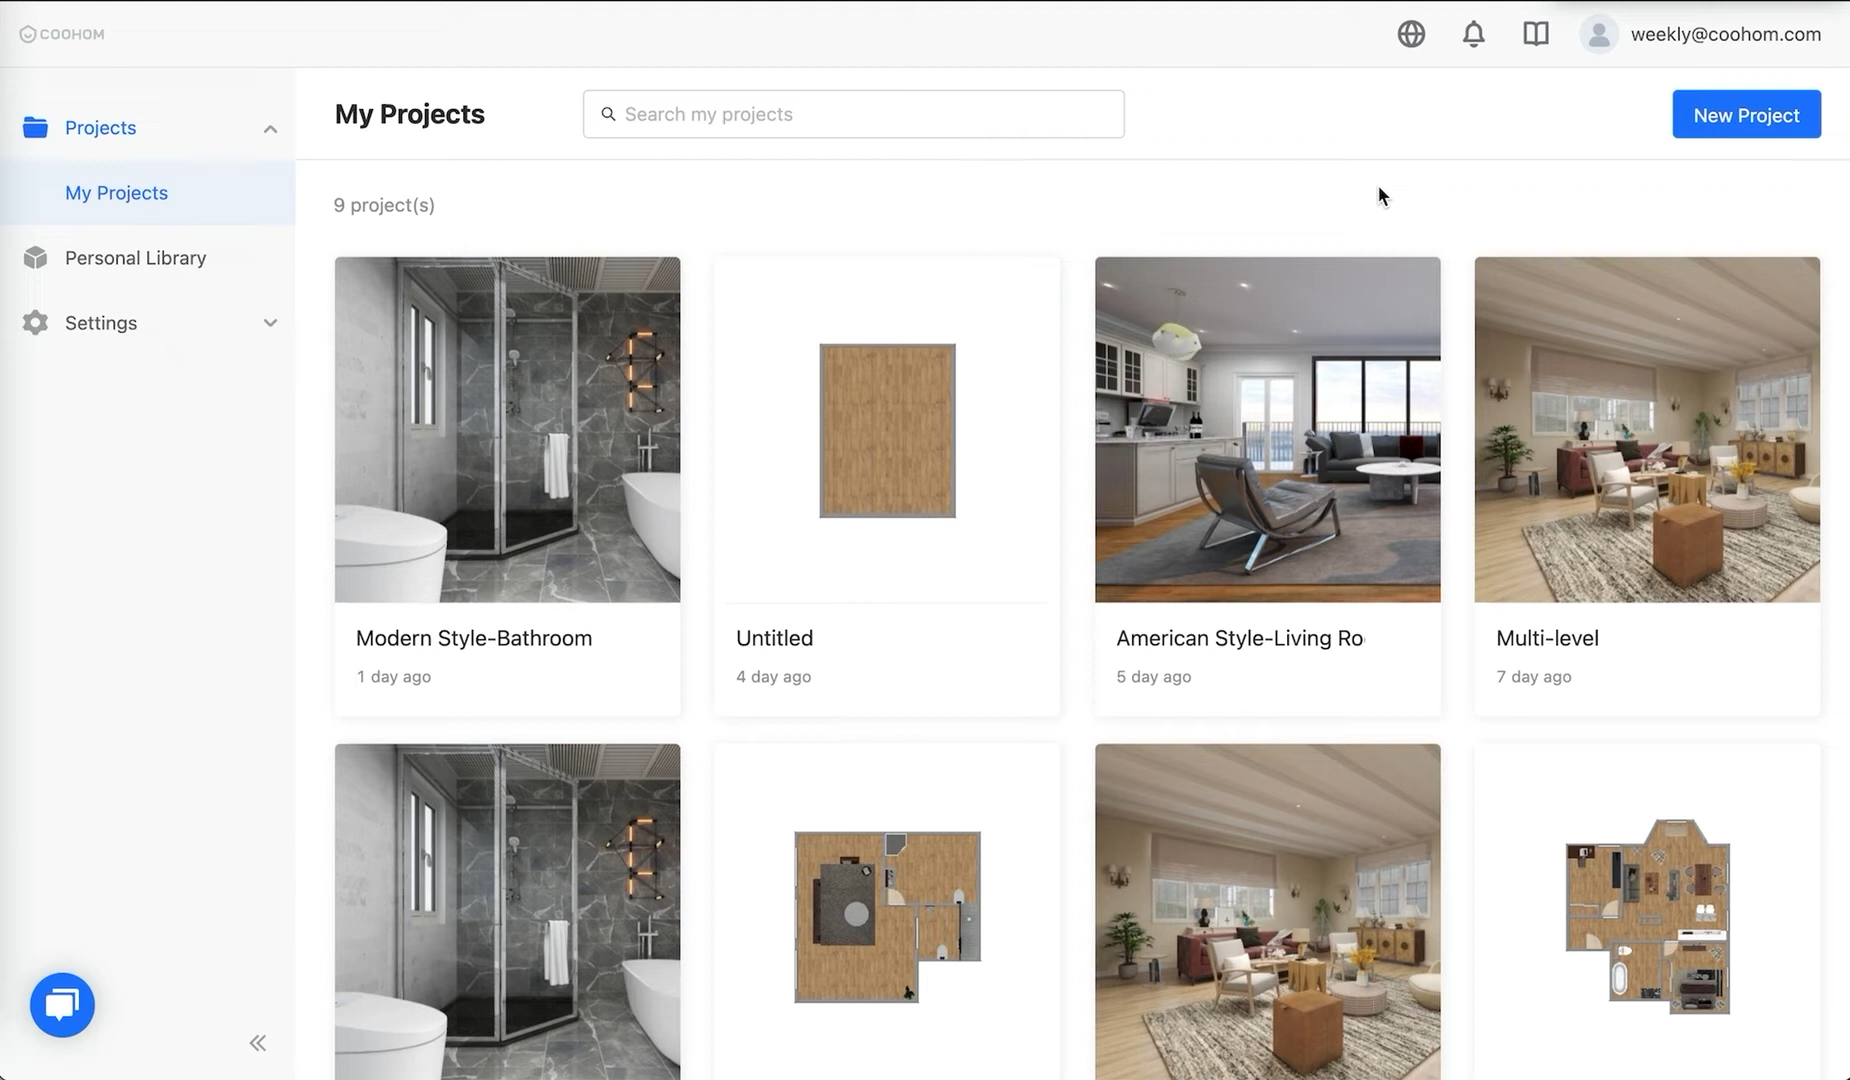 COOHOM
weekly@coohom.com
Projects
My Projects
Personal Library
Settings
My Projects
Search my projects
New Project
9 project(s)
Modern Style-Bathroom
1 day ago
Untitled
4 day ago
American Style-Living Ro
5 day ago
Multi-level
7 day ago